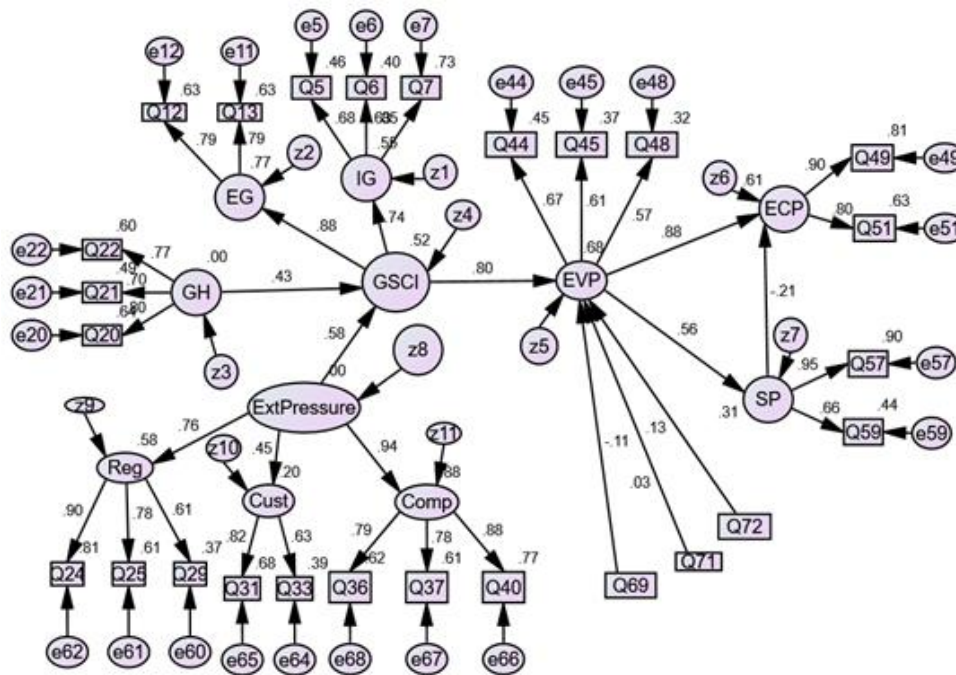 e5 e6 e7
e12 e11
.46 .40 .73
Q5 Q6 Q7
.63 .63
Q12 Q13
e44 e45 e48
.45 .37 .32
Q44 Q45 Q48
.81
Q49 e49
.68 .85
.79 .79
.77 z2
.55
IG z1
EG
z6 .61
.90
ECP
.67 .61 .57
.63
.80 Q51 e51
.74 z4
.88
.52
.60
e22 Q22 .77
.00
.49
e21 Q21 .70
GH .43 GSCI .80
.68 .88
EVP
.64 .80
e20 Q20
z3
.58
z8
z5
.56
-.21
z7
.90
.95 Q57 e57
.00
ExtPressure
SP
.31
.66 .44
Q59 e59
z9 .76
z10 .45 .94 z11
.58 .20 .88
Reg Cust Comp
-.11 .13
.03
.90 .78 .61
.82 .63
.79 .78 .88
.81 .61 .37
.68 .39
.62 .61 .77
Q24 Q25 Q29
Q31 Q33
Q36 Q37 Q40
Q72
Q71
Q69
e62 e61 e60
e65 e64
e68 e67 e66